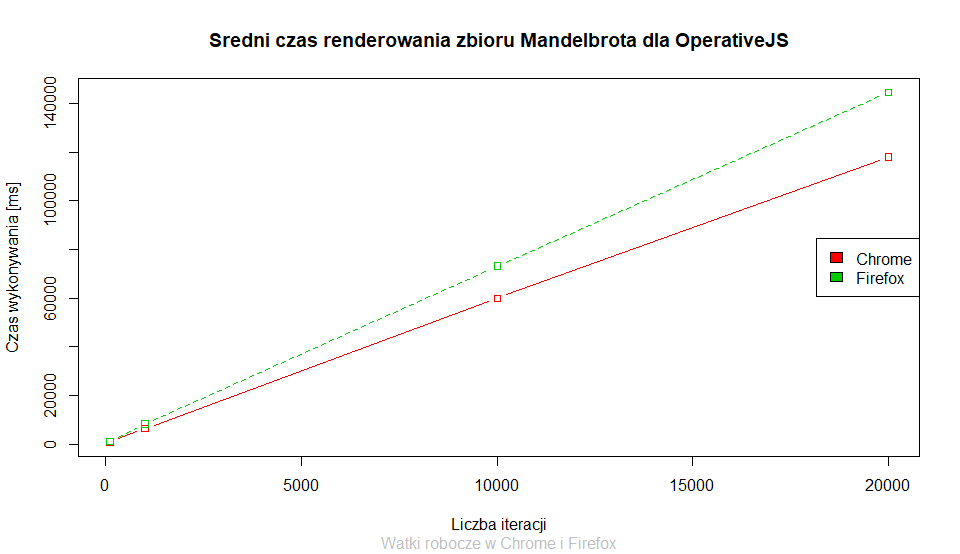 Sredni czas renderowania zbioru Mandelbrota dla OperativeJS
Czas wykonywania [ms]
140000
100000
60000
20000
0
Chrome
Firefox
0 5000 10000 15000 20000
Liczba iteracji
Watki robocze w Chrome i Firefox